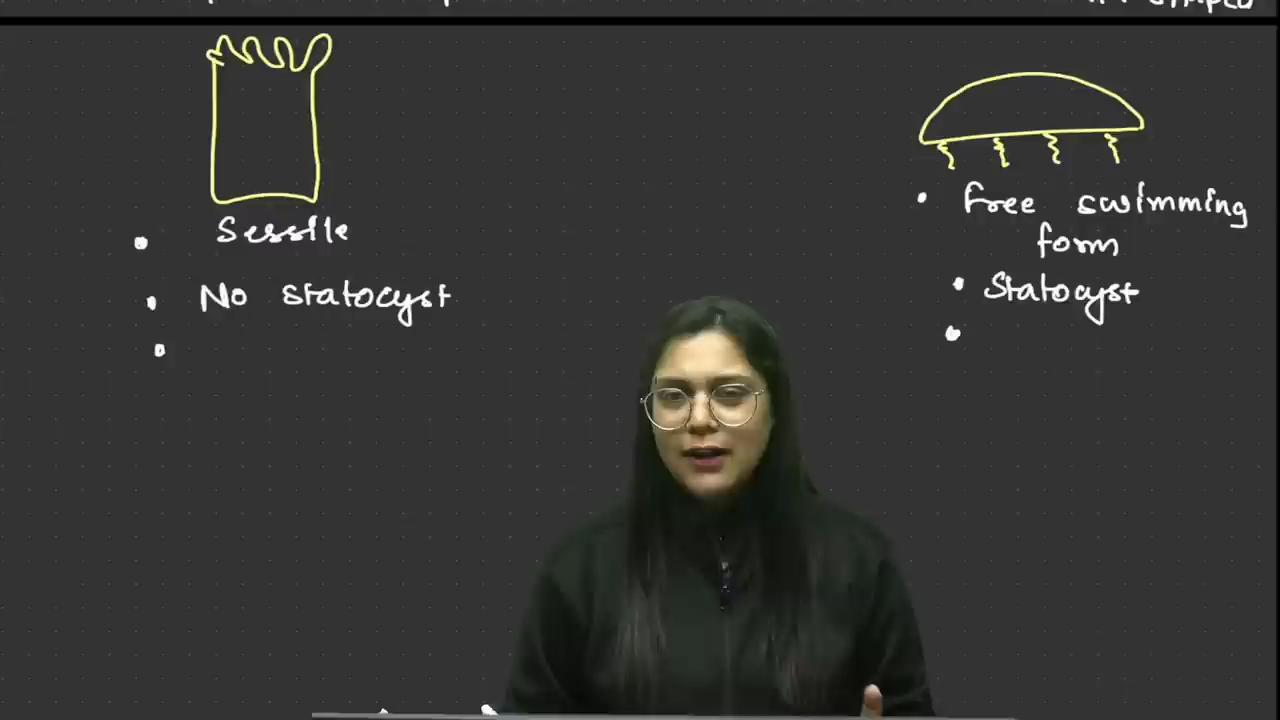 • Sessile
• No statocyst
•
• free swimming
form
• Statocyst
•